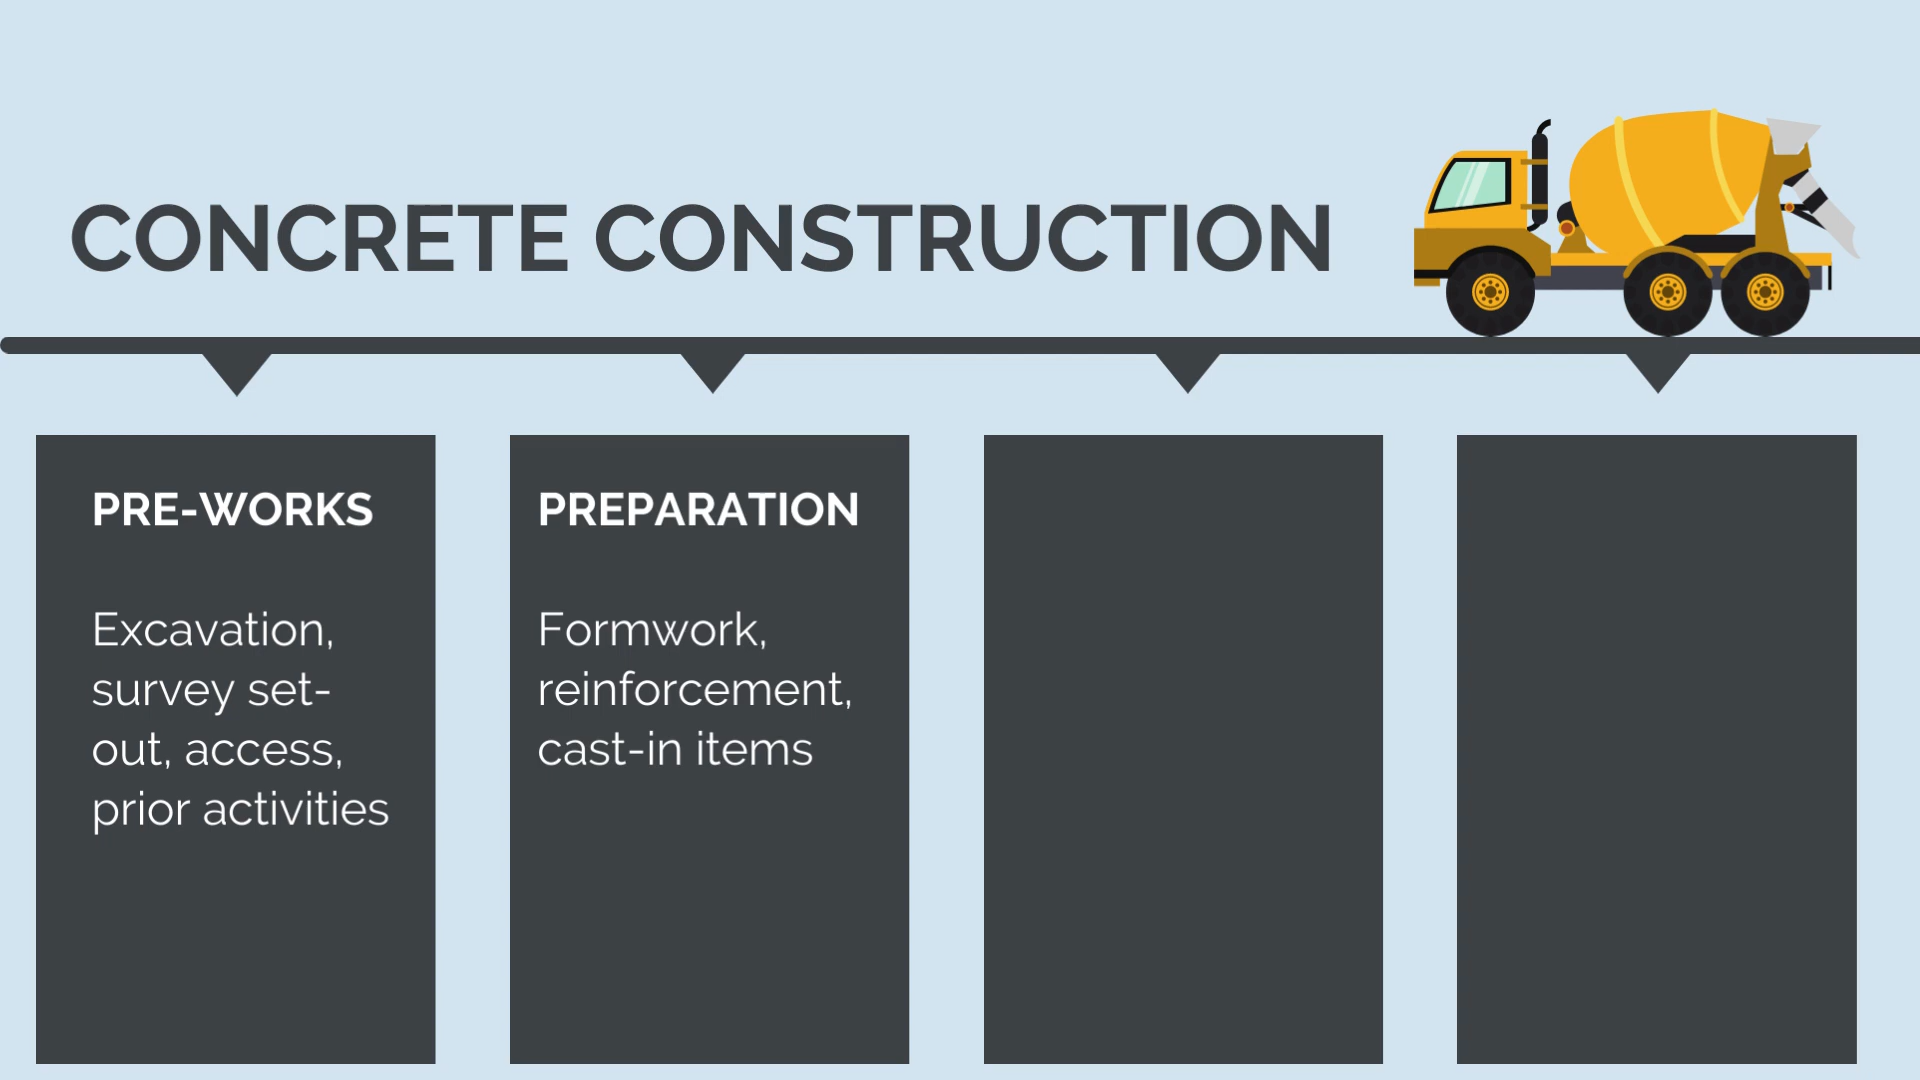 CONCRETE CONSTRUCTION
PRE-WORKS
Excavation,
survey set-
out, access,
prior activities
PREPARATION
Formwork,
reinforcement,
cast-in items